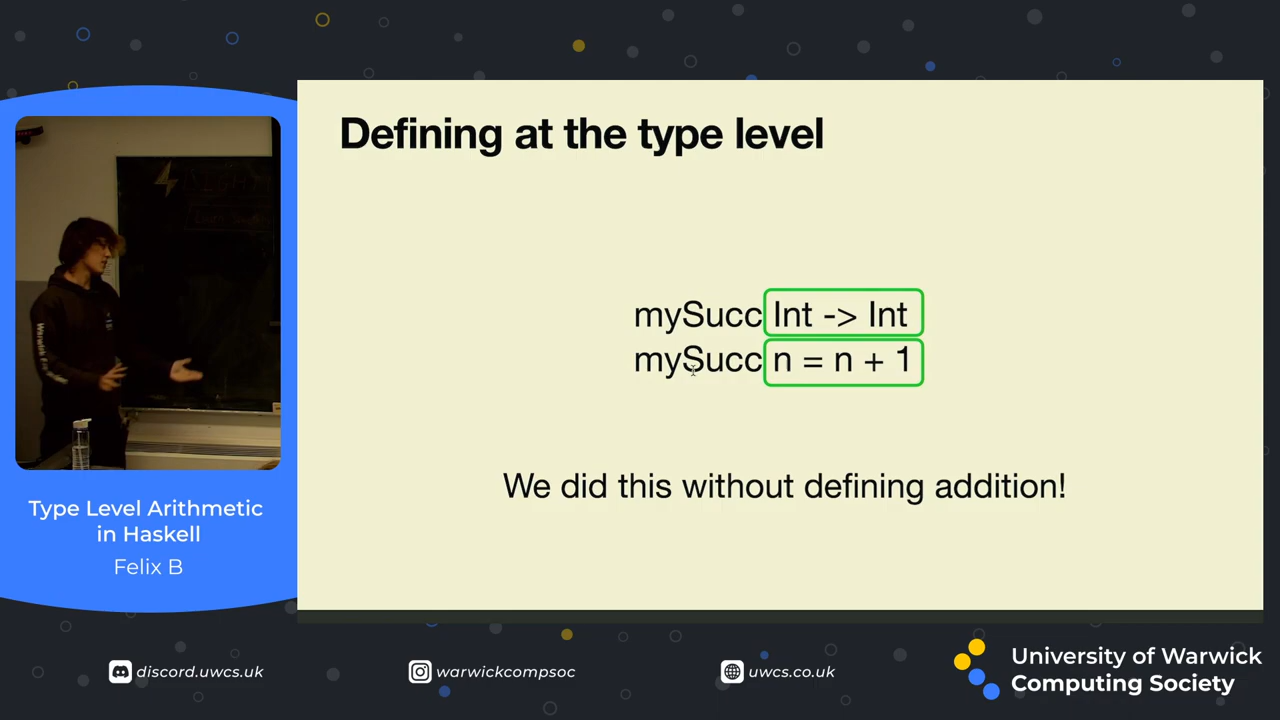 Defining at the type level
mySucc Int -> Int
mySucc n = n + 1
We did this without defining addition!
Type Level Arithmetic
in Haskell
Felix B
discord.uwcs.uk
warwickcompsoc
uwcs.co.uk
University of Warwick
Computing Society